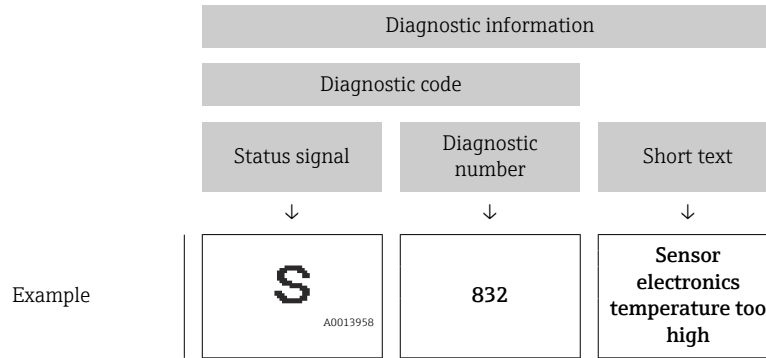 Diagnostic information
Diagnostic code
Status signal
Diagnostic
number
Short text
↓ ↓ ↓
Example
S
A0013958
832
Sensor
electronics
temperature too
high